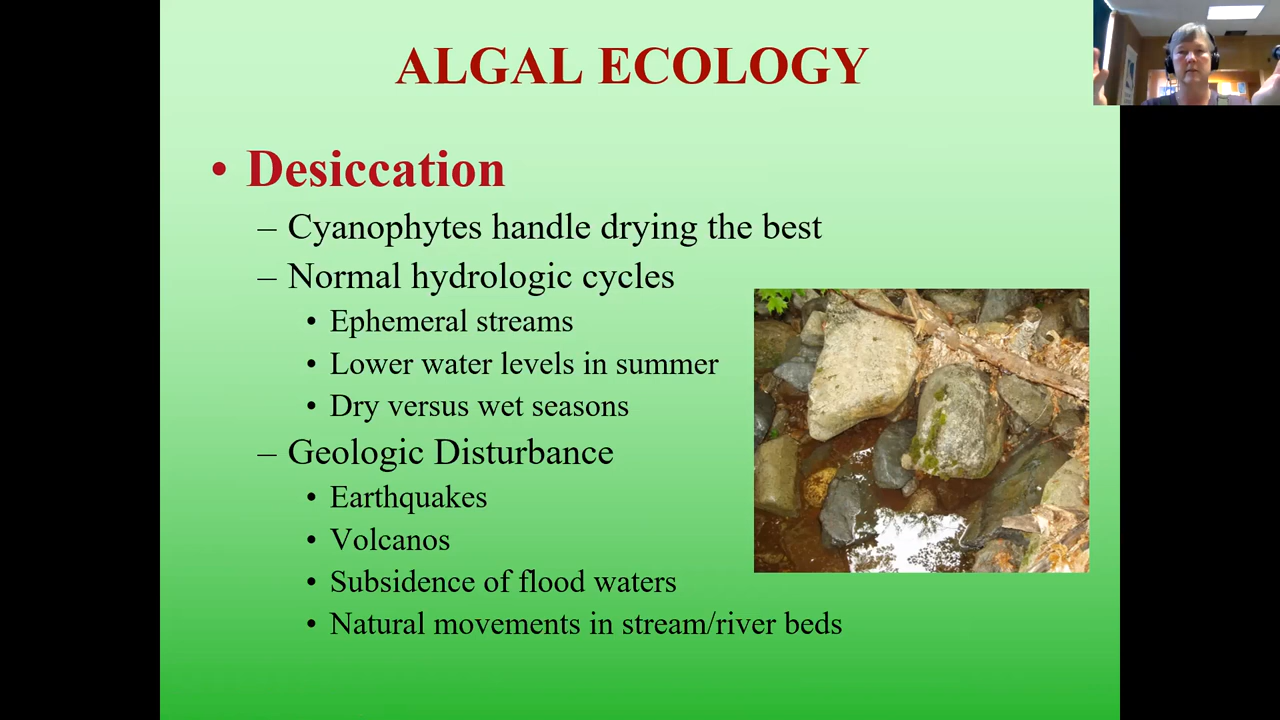 ALGAL ECOLOGY
• Desiccation
– Cyanophytes handle drying the best
– Normal hydrologic cycles
• Ephemeral streams
• Lower water levels in summer
• Dry versus wet seasons
– Geologic Disturbance
• Earthquakes
• Volcanos
• Subsidence of flood waters
• Natural movements in stream/river beds